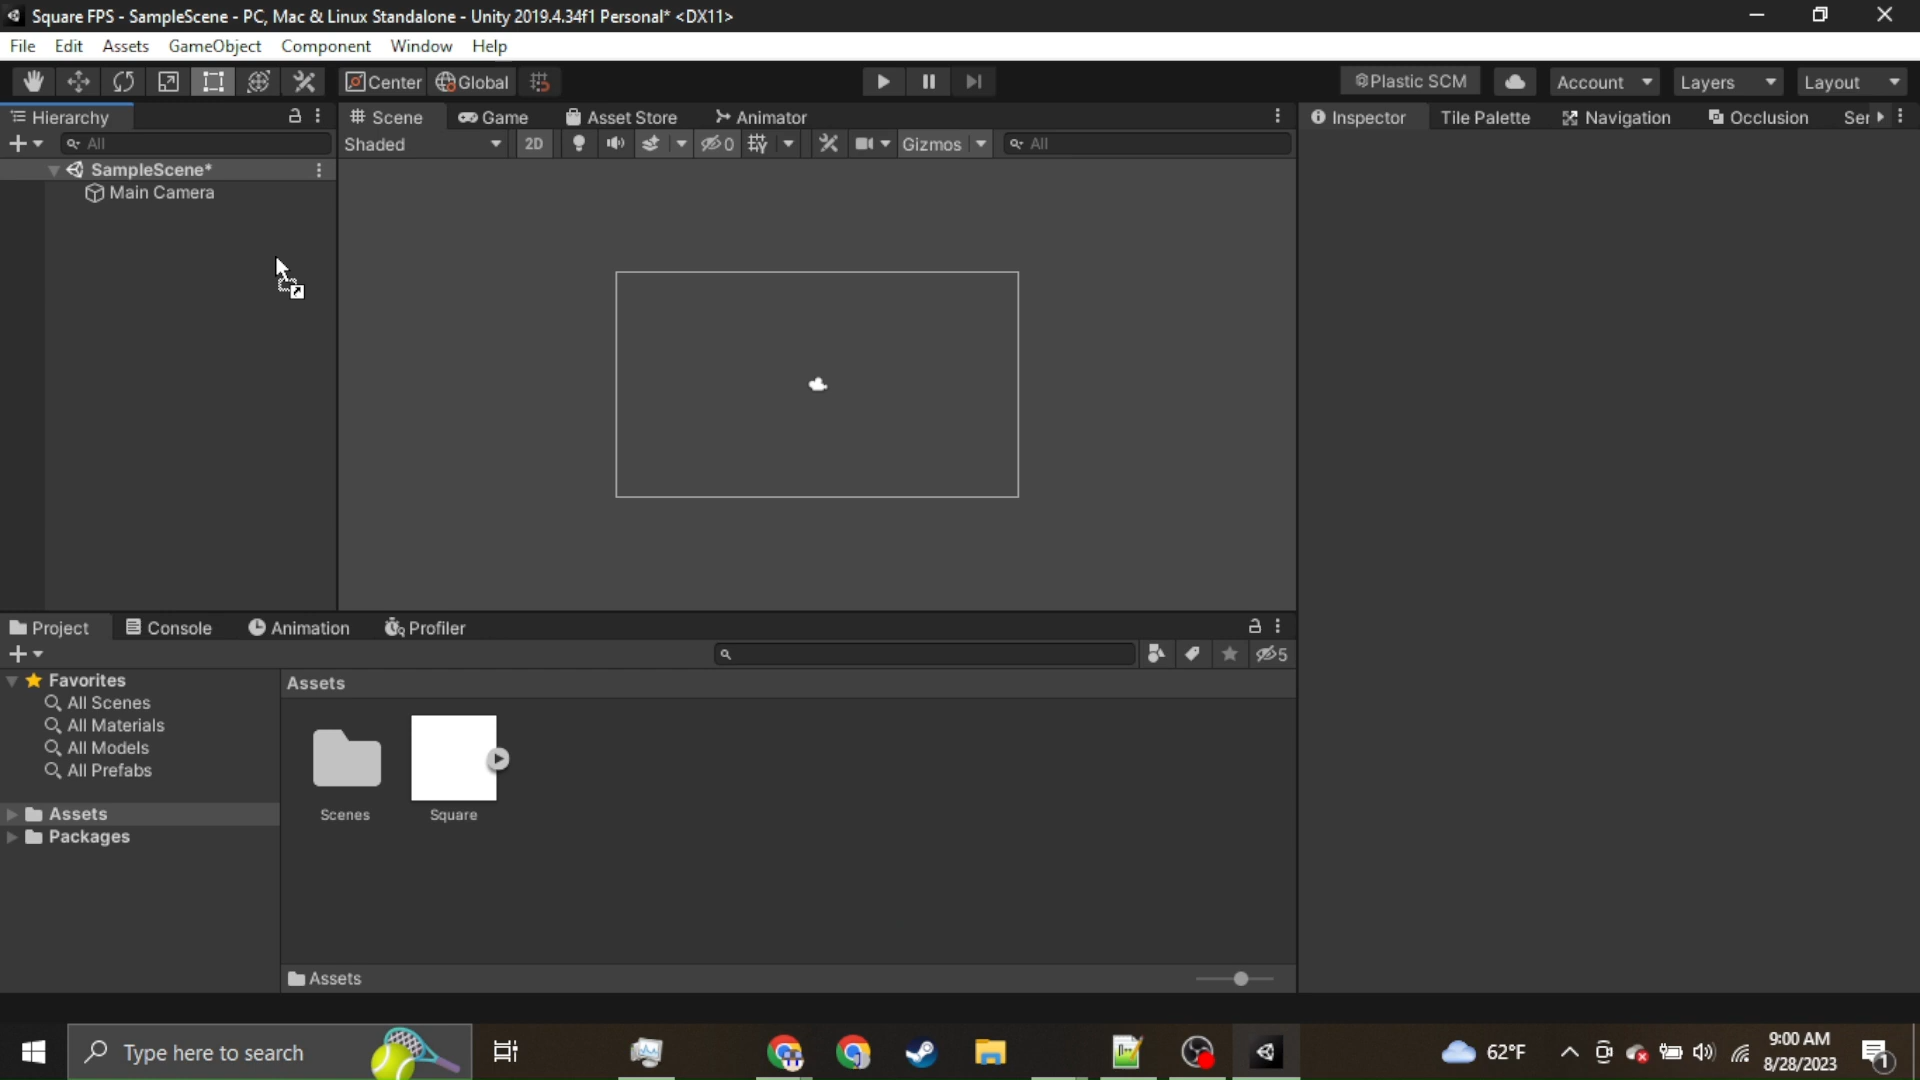 Square FPS - SampleScene - PC, Mac & Linux Standalone - Unity 2019.4.34f1 Personal* <DX11>
File Edit Assets GameObject Component Window Help
Center Global Plastic SCM Account Layers Layout
Hierarchy Scene Game Asset Store Animator Inspector Tile Palette Navigation Occlusion Ser
All Shaded 2D 0 Gizmos All
SampleScene*
Main Camera
Project Console Animation Profiler
5
Favorites Assets
All Scenes
All Materials
All Models
All Prefabs
Scenes Square
Assets
Packages
Assets
Type here to search 62°F 9:00 AM
8/28/2023
1